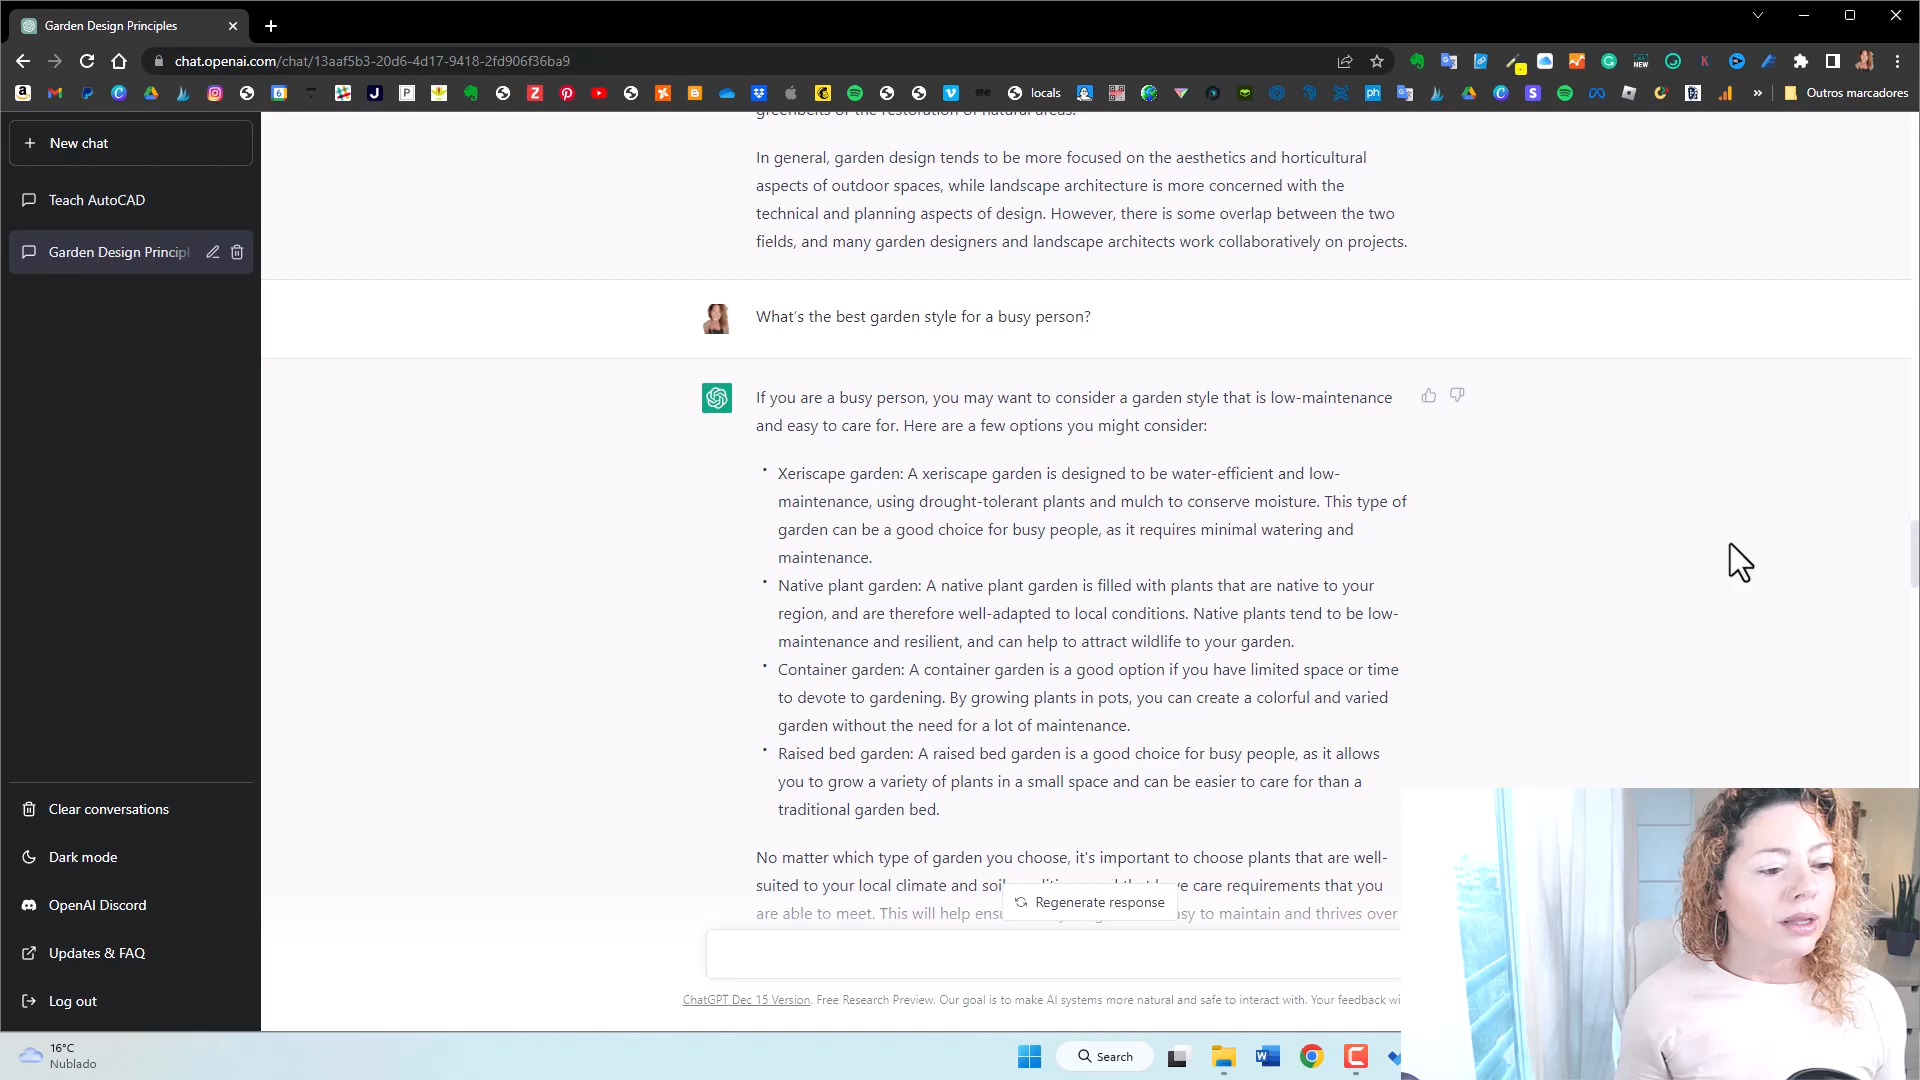 Garden Design Principles
chat.openai.com/chat/13aaf5b3-20d6-4d17-9418-2fd906f36ba9
locals
Outros marcadores
New chat
Teach AutoCAD
Garden Design Principl
Clear conversations
Dark mode
OpenAI Discord
Updates & FAQ
Log out
In general, garden design tends to be more focused on the aesthetics and horticultural
aspects of outdoor spaces, while landscape architecture is more concerned with the
technical and planning aspects of design. However, there is some overlap between the two
fields, and many garden designers and landscape architects work collaboratively on projects.
What's the best garden style for a busy person?
If you are a busy person, you may want to consider a garden style that is low-maintenance
and easy to care for. Here are a few options you might consider:
• Xeriscape garden: A xeriscape garden is designed to be water-efficient and low-
maintenance, using drought-tolerant plants and mulch to conserve moisture. This type of
garden can be a good choice for busy people, as it requires minimal watering and
maintenance.
• Native plant garden: A native plant garden is filled with plants that are native to your
region, and are therefore well-adapted to local conditions. Native plants tend to be low-
maintenance and resilient, and can help to attract wildlife to your garden.
• Container garden: A container garden is a good option if you have limited space or time
to devote to gardening. By growing plants in pots, you can create a colorful and varied
garden without the need for a lot of maintenance.
• Raised bed garden: A raised bed garden is a good choice for busy people, as it allows
you to grow a variety of plants in a small space and can be easier to care for than a
traditional garden bed.
No matter which type of garden you choose, it's important to choose plants that are well-
suited to your local climate and soil care requirements that you
are able to meet. This will help to maintain and thrives over
Regenerate response
ChatGPT Dec 15 Version. Free Research Preview. Our goal is to make AI systems more natural and safe to interact with. Your feedback wi
16°C
Nublado
Search